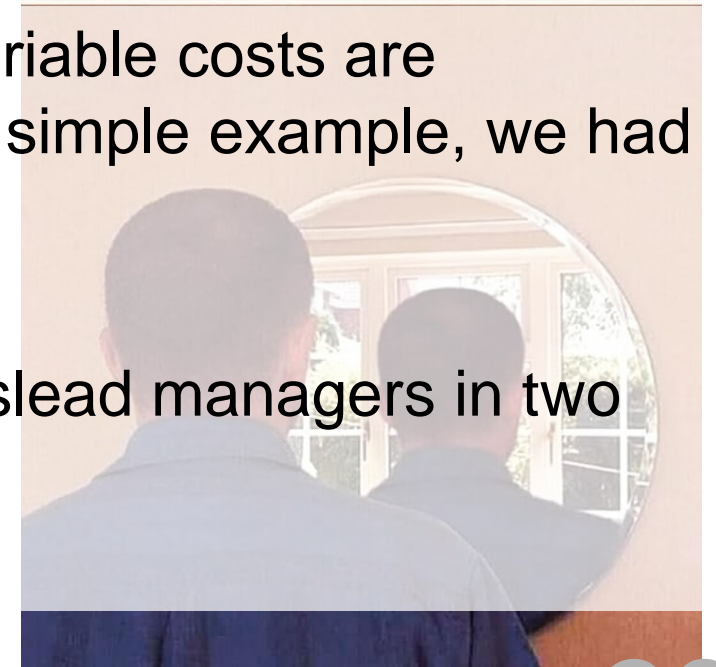 riable costs are
simple example, we had
slead managers in two